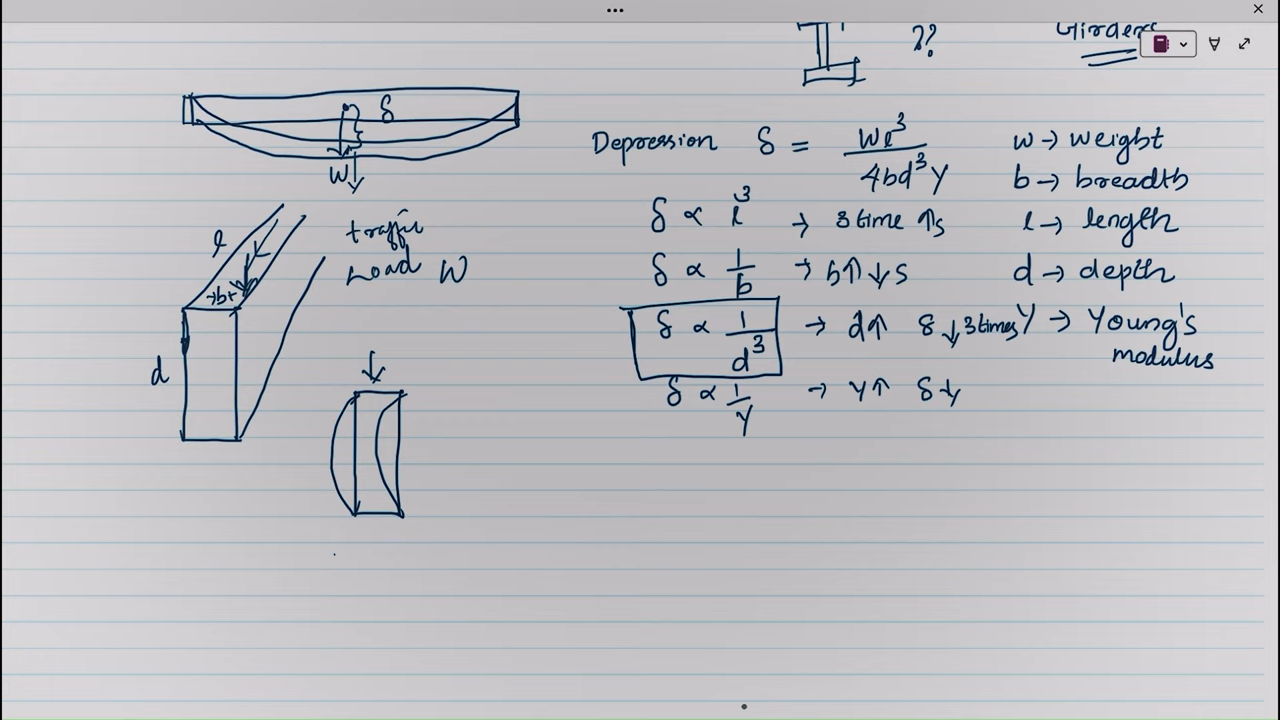 ??
Girders
δ
W
Depression δ = Wl³ / 4bd³Y
w → weight
b → breadth
l → length
d → depth
Y → Young's
modulus
δ ∝ l³ → 3 time ↑s
δ ∝ 1/b → b↑ ↓δ
δ ∝ 1/d³ → d↑ δ ↓ 3 times
δ ∝ 1/Y → Y↑ δ↓
l
traffic
Load W
b
d